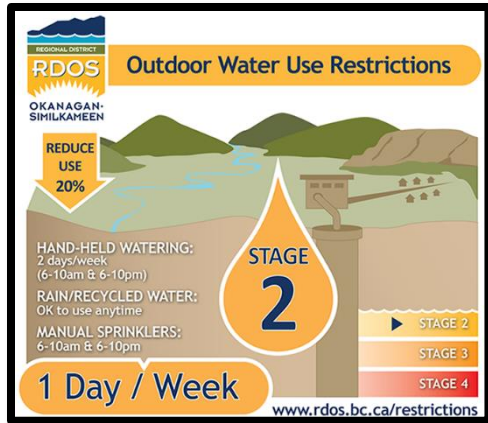 REGIONAL DISTRICT
RDOS
OKANAGAN-
SIMILKAMEEN
Outdoor Water Use Restrictions
REDUCE
USE
20%
HAND-HELD WATERING:
2 days/week
(6-10am & 6-10pm)
RAIN/RECYCLED WATER:
OK to use anytime
MANUAL SPRINKLERS:
6-10am & 6-10pm
1 Day / Week
STAGE
2
STAGE 2
STAGE 3
STAGE 4
www.rdos.bc.ca/restrictions